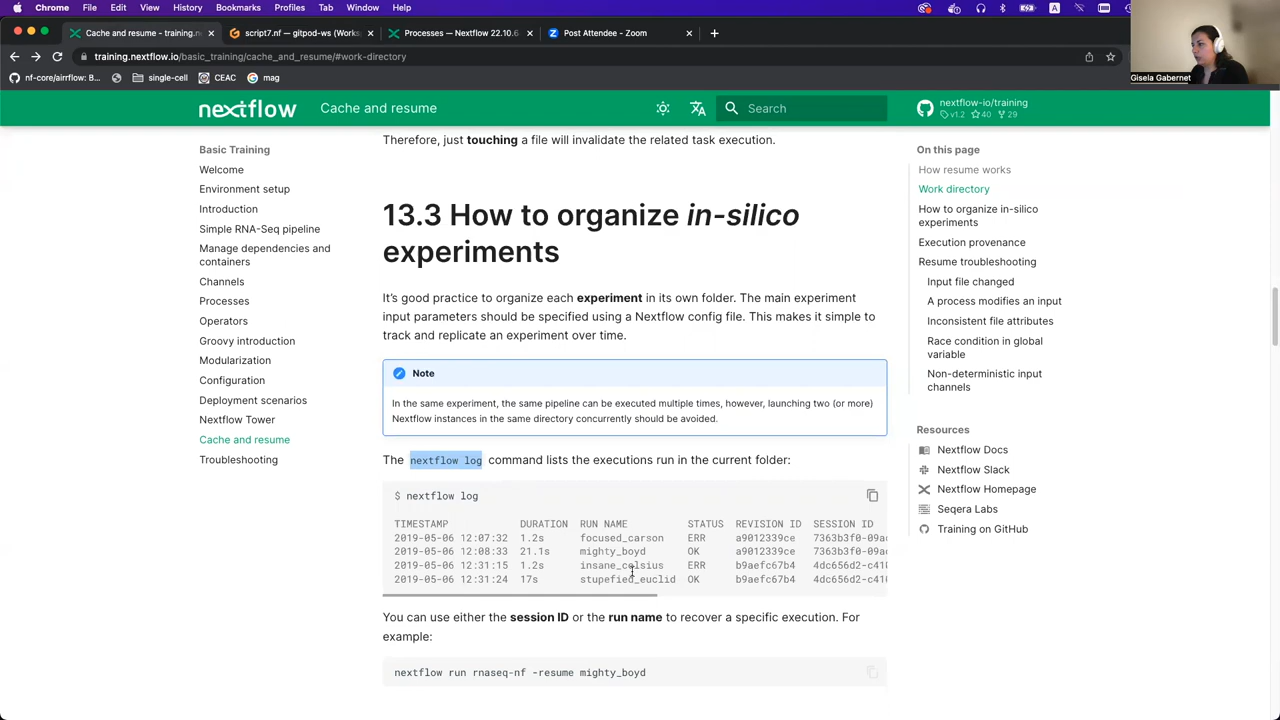 Chrome File Edit View History Bookmarks Profiles Tab Window Help
Cache and resume - training.n
script7.nf — gitpod-ws (Works
Processes — Nextflow 22.10.6
Post Attendee - Zoom
training.nextflow.io/basic_training/cache_and_resume/#work-directory
nf-core/airrflow: B...
single-cell
CEAC
mag
Gisela Gabernet
nextflow
Cache and resume
Search
nextflow-io/training
v1.2 40 29
Basic Training
Welcome
Environment setup
Introduction
Simple RNA-Seq pipeline
Manage dependencies and
containers
Channels
Processes
Operators
Groovy introduction
Modularization
Configuration
Deployment scenarios
Nextflow Tower
Cache and resume
Troubleshooting
Therefore, just touching a file will invalidate the related task execution.
13.3 How to organize in-silico
experiments
It's good practice to organize each experiment in its own folder. The main experiment
input parameters should be specified using a Nextflow config file. This makes it simple to
track and replicate an experiment over time.
Note
In the same experiment, the same pipeline can be executed multiple times, however, launching two (or more)
Nextflow instances in the same directory concurrently should be avoided.
The nextflow log command lists the executions run in the current folder:
$ nextflow log
TIMESTAMP DURATION RUN NAME STATUS REVISION ID SESSION ID
2019-05-06 12:07:32 1.2s focused_carson ERR a9012339ce 7363b3f0-09ac
2019-05-06 12:08:33 21.1s mighty_boyd OK a9012339ce 7363b3f0-09ac
2019-05-06 12:31:15 1.2s insane_celsius ERR b9aefc67b4 4dc656d2-c410
2019-05-06 12:31:24 17s stupefied_euclid OK b9aefc67b4 4dc656d2-c410
You can use either the session ID or the run name to recover a specific execution. For
example:
nextflow run rnaseq-nf -resume mighty_boyd
On this page
How resume works
Work directory
How to organize in-silico
experiments
Execution provenance
Resume troubleshooting
Input file changed
A process modifies an input
Inconsistent file attributes
Race condition in global
variable
Non-deterministic input
channels
Resources
Nextflow Docs
Nextflow Slack
Nextflow Homepage
Seqera Labs
Training on GitHub